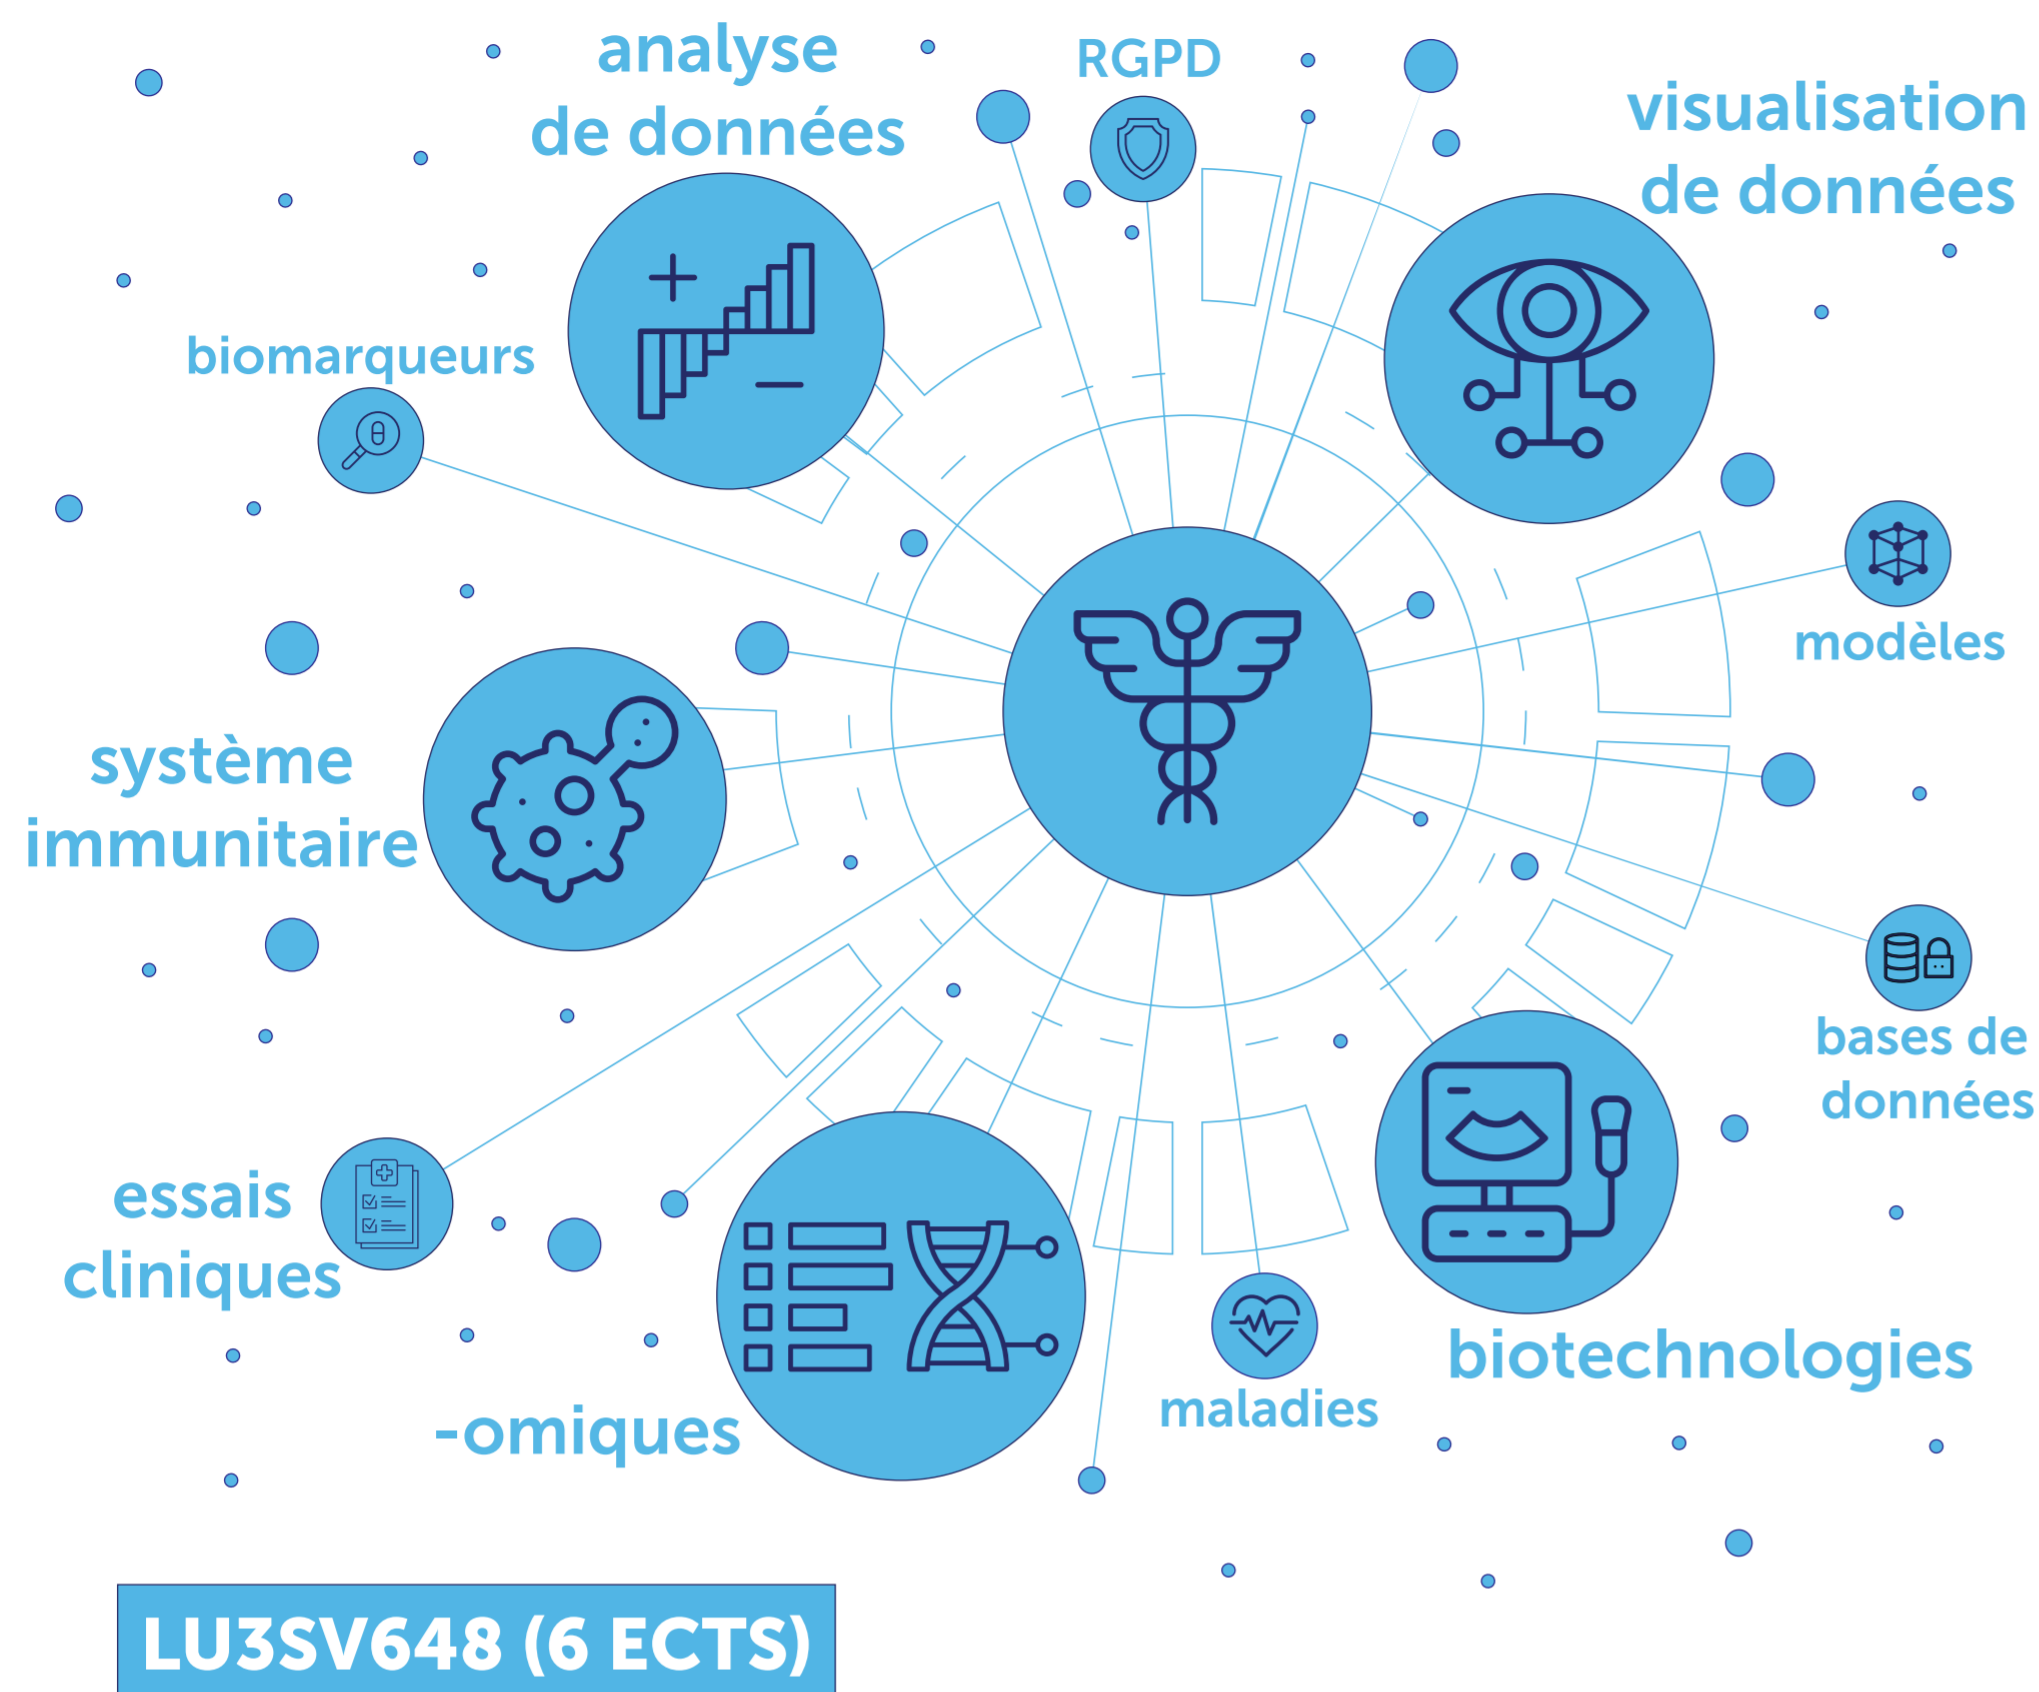 analyse
de données
RGPD
visualisation
de données
biomarqueurs
modèles
système
immunitaire
bases de
données
essais
cliniques
biotechnologies
maladies
-omiques
LU3SV648 (6 ECTS)